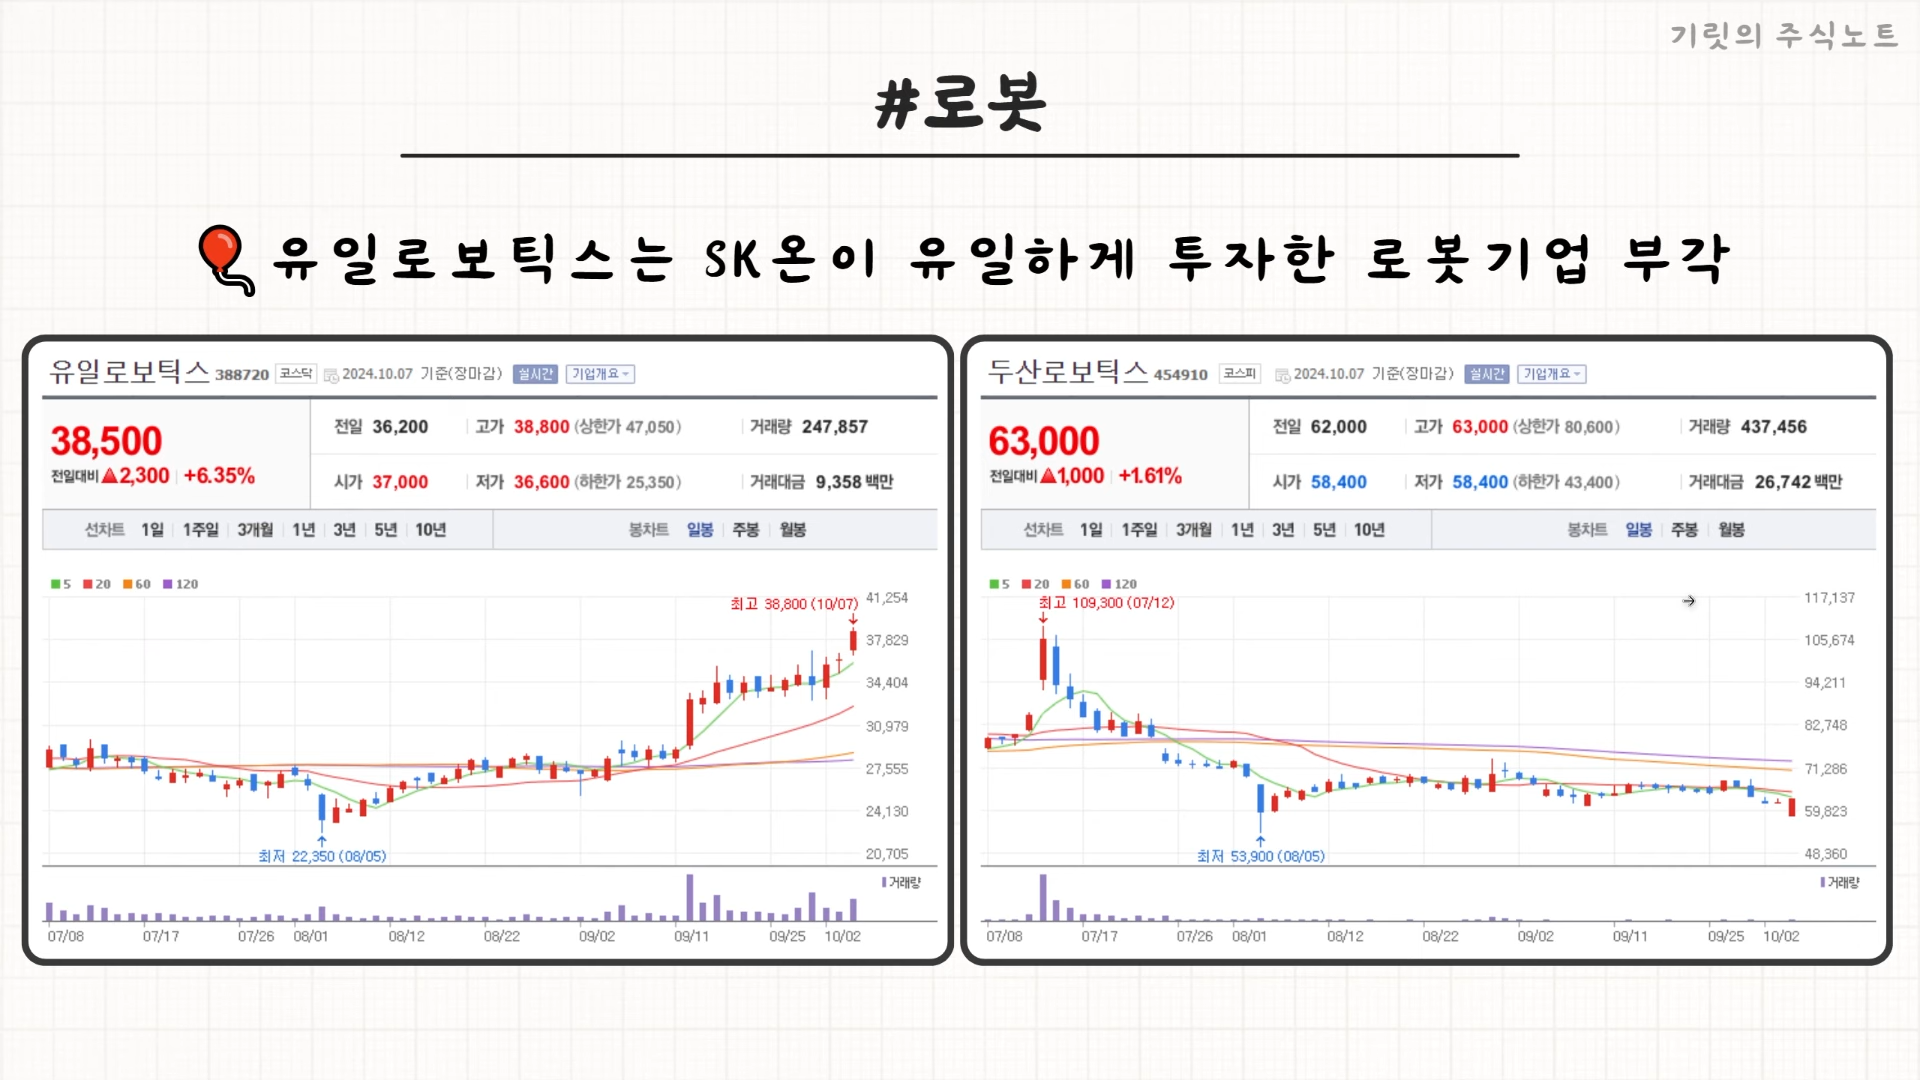 기릿의 주식노트
#로봇
유일로보틱스는 SK온이 유일하게 투자한 로봇기업 부각
유일로보틱스 388720 코스닥 2024.10.07 기준(장마감) 실시간 기업개요
38,500
전일대비 ▲2,300 +6.35%
전일 36,200 고가 38,800 (상한가 47,050) 거래량 247,857
시가 37,000 저가 36,600 (하한가 25,350) 거래대금 9,358 백만
선차트 1일 1주일 3개월 1년 3년 5년 10년 봉차트 일봉 주봉 월봉
5 20 60 120
최고 38,800 (10/07)
41,254
37,829
34,404
30,979
27,555
24,130
20,705
최저 22,350 (08/05)
거래량
07/08 07/17 07/26 08/01 08/12 08/22 09/02 09/11 09/25 10/02
두산로보틱스 454910 코스피 2024.10.07 기준(장마감) 실시간 기업개요
63,000
전일대비 ▲1,000 +1.61%
전일 62,000 고가 63,000 (상한가 80,600) 거래량 437,456
시가 58,400 저가 58,400 (하한가 43,400) 거래대금 26,742 백만
선차트 1일 1주일 3개월 1년 3년 5년 10년 봉차트 일봉 주봉 월봉
5 20 60 120
최고 109,300 (07/12)
117,137
105,674
94,211
82,748
71,286
59,823
48,360
최저 53,900 (08/05)
거래량
07/08 07/17 07/26 08/01 08/12 08/22 09/02 09/11 09/25 10/02